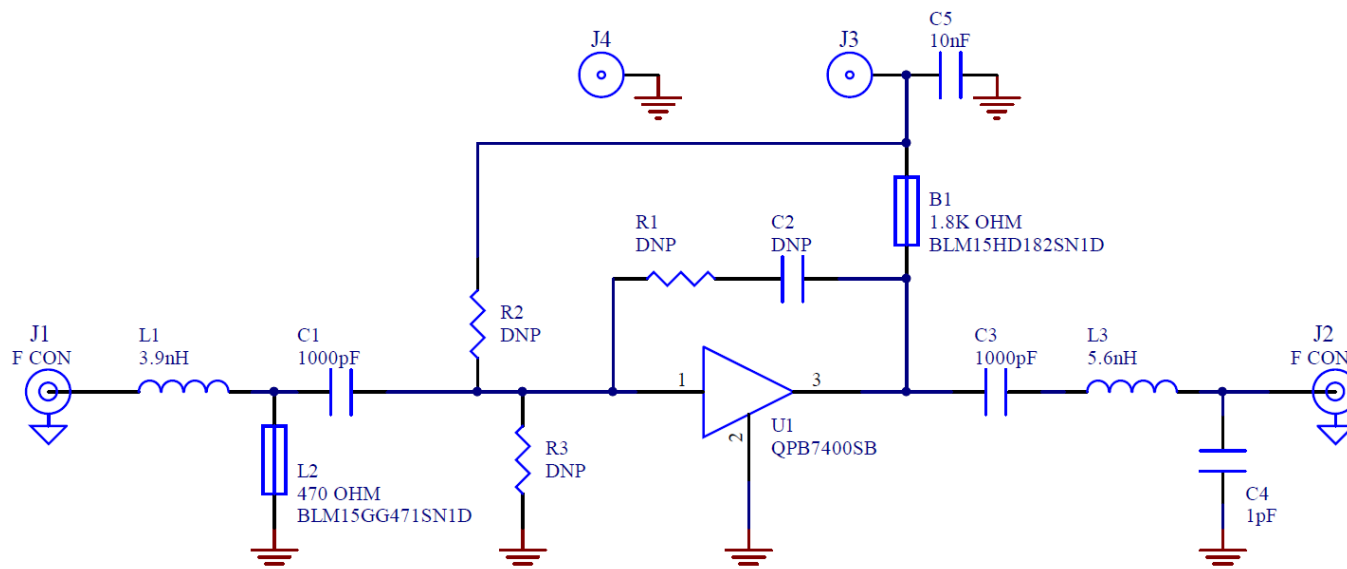 C5
10nF
J4
J3
B1
1.8K OHM
BLM15HD182SN1D
R1
DNP
C2
DNP
R2
DNP
J1
F CON
L1
3.9nH
C1
1000pF
C3
1000pF
L3
5.6nH
J2
F CON
1
3
2
U1
QPB7400SB
R3
DNP
L2
470 OHM
BLM15GG471SN1D
C4
1pF